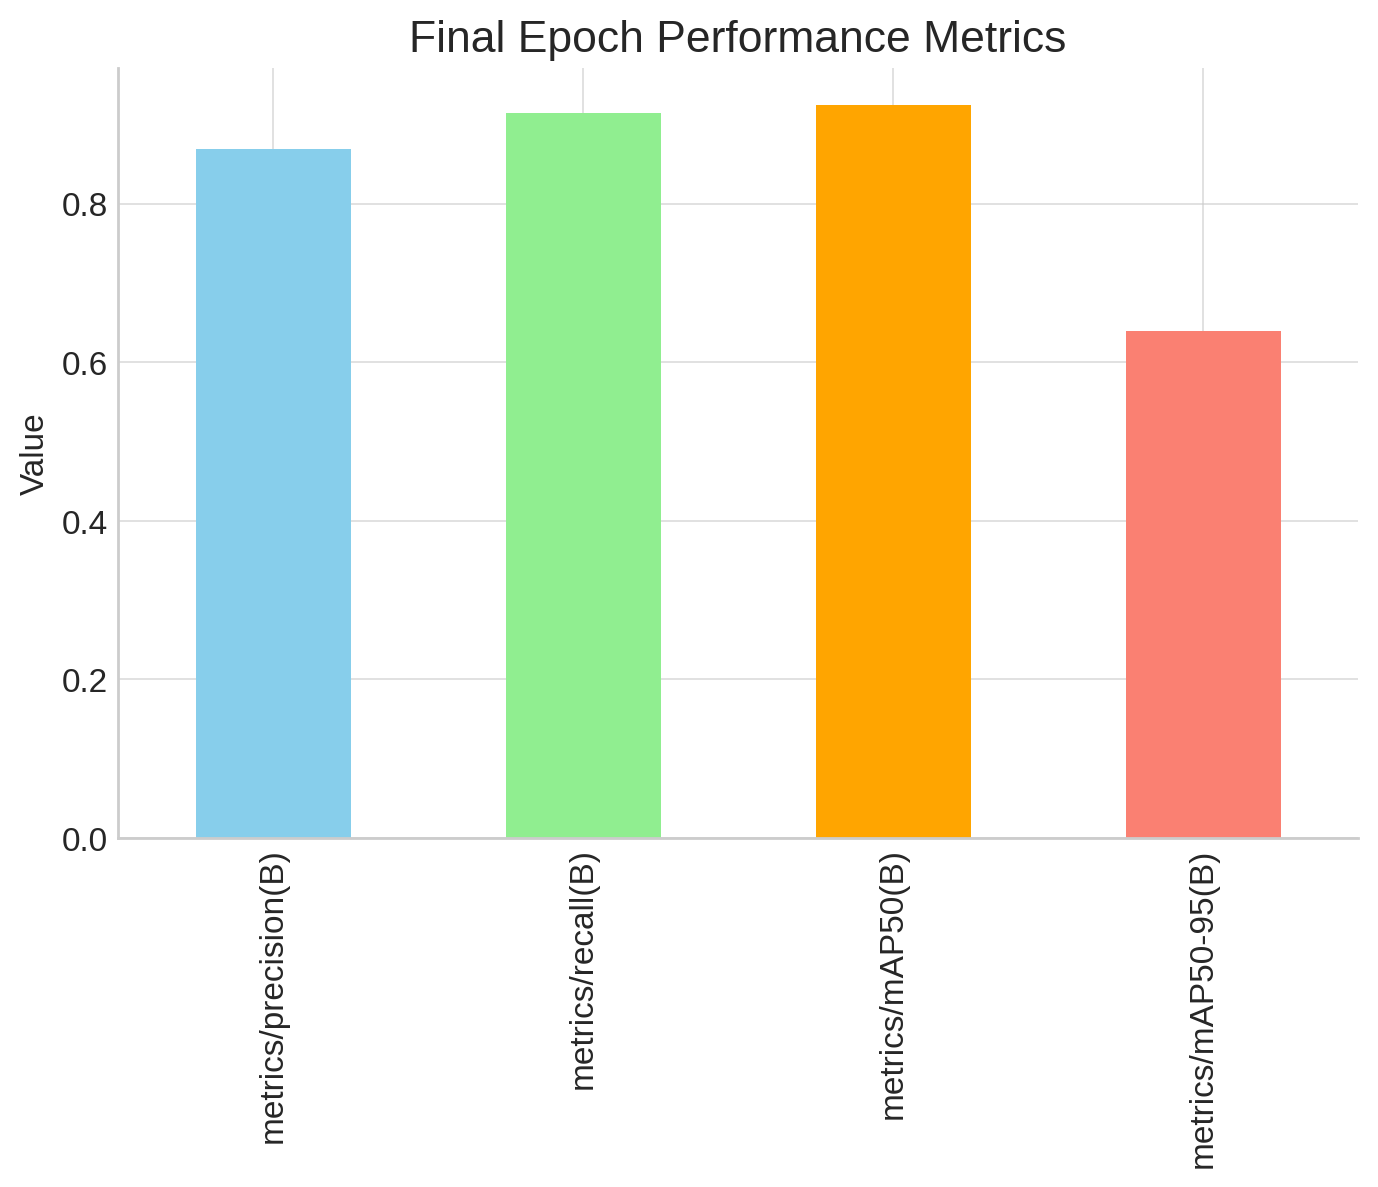 Final Epoch Performance Metrics
Value
0.8
0.6
0.4
0.2
0.0
metrics/precision(B)
metrics/recall(B)
metrics/mAP50(B)
metrics/mAP50-95(B)